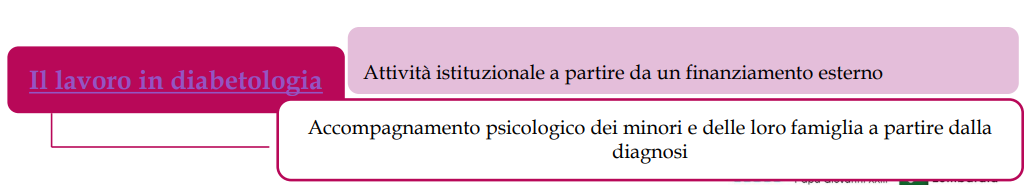 Il lavoro in diabetologia
Attività istituzionale a partire da un finanziamento esterno
Accompagnamento psicologico dei minori e delle loro famiglia a partire dalla
diagnosi